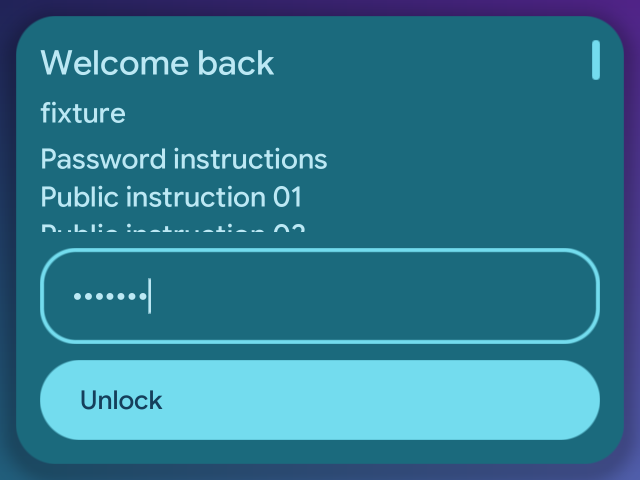 Welcome back
fixture
Password instructions
Public instruction 01
•••••••
Unlock